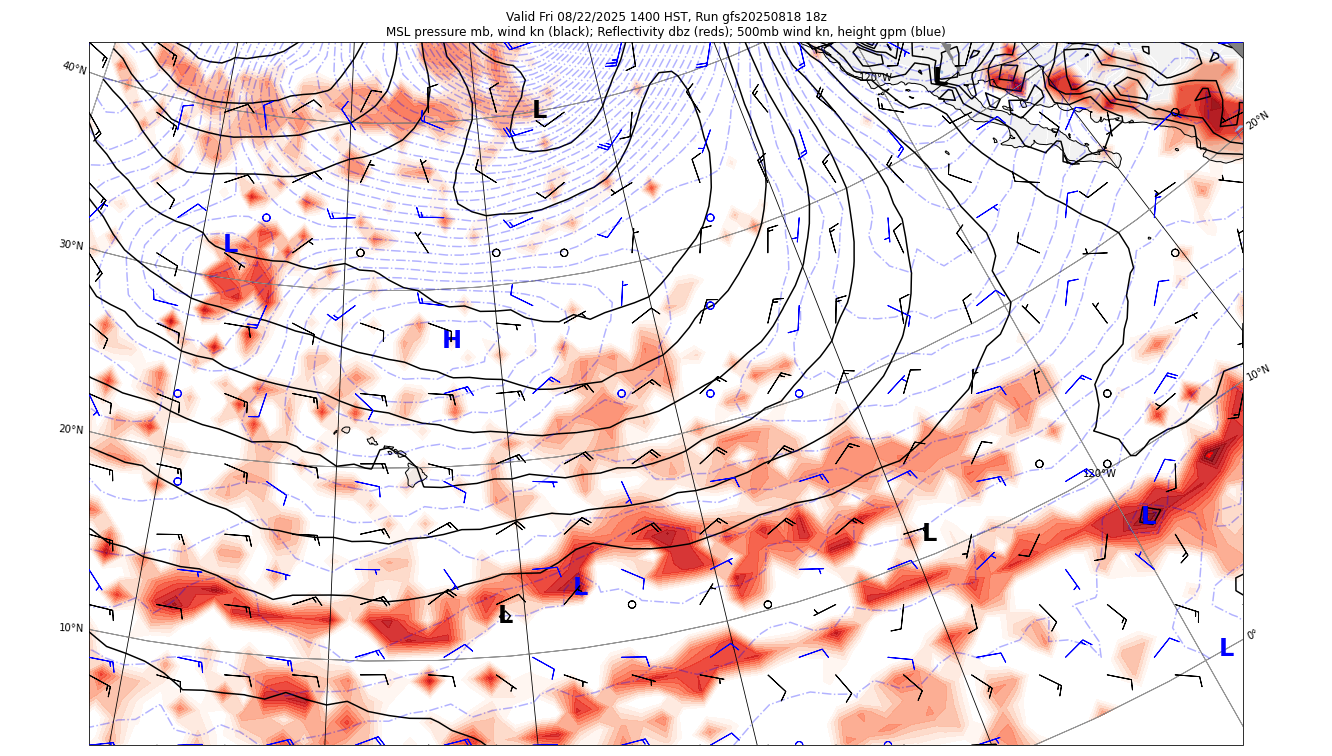 Valid Fri 08/22/2025 1400 HST, Run gfs20250818 18z
MSL pressure mb, wind kn (black); Reflectivity dbz (reds); 500mb wind kn, height gpm (blue)
40°N
120°W
L
L
20°N
30°N
L
H
10°N
20°N
120°W
L
L
L
L
10°N
0°
L